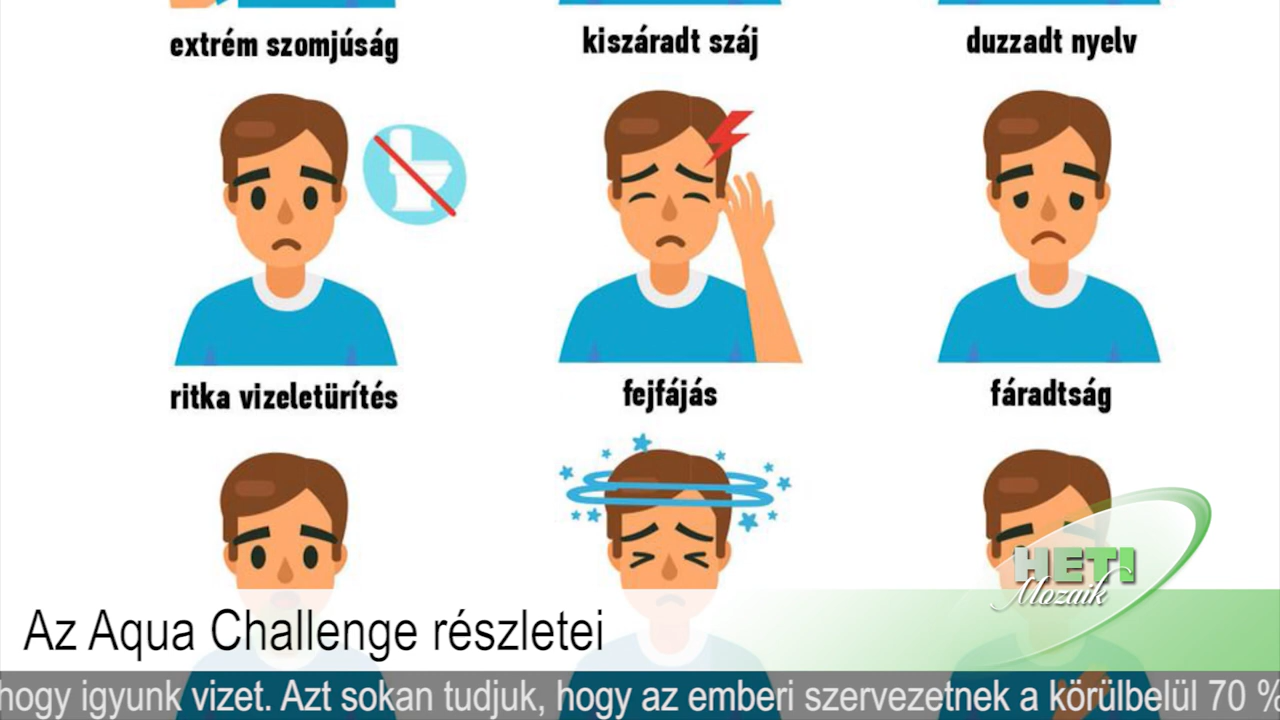 extrém szomjúság
kiszáradt száj
duzzadt nyelv
ritka vizeletürítés
fejfájás
fáradtság
HETI
Mozaik
Az Aqua Challenge részletei
hogy igyunk vizet. Azt sokan tudjuk, hogy az emberi szervezetnek a körülbelül 70 %